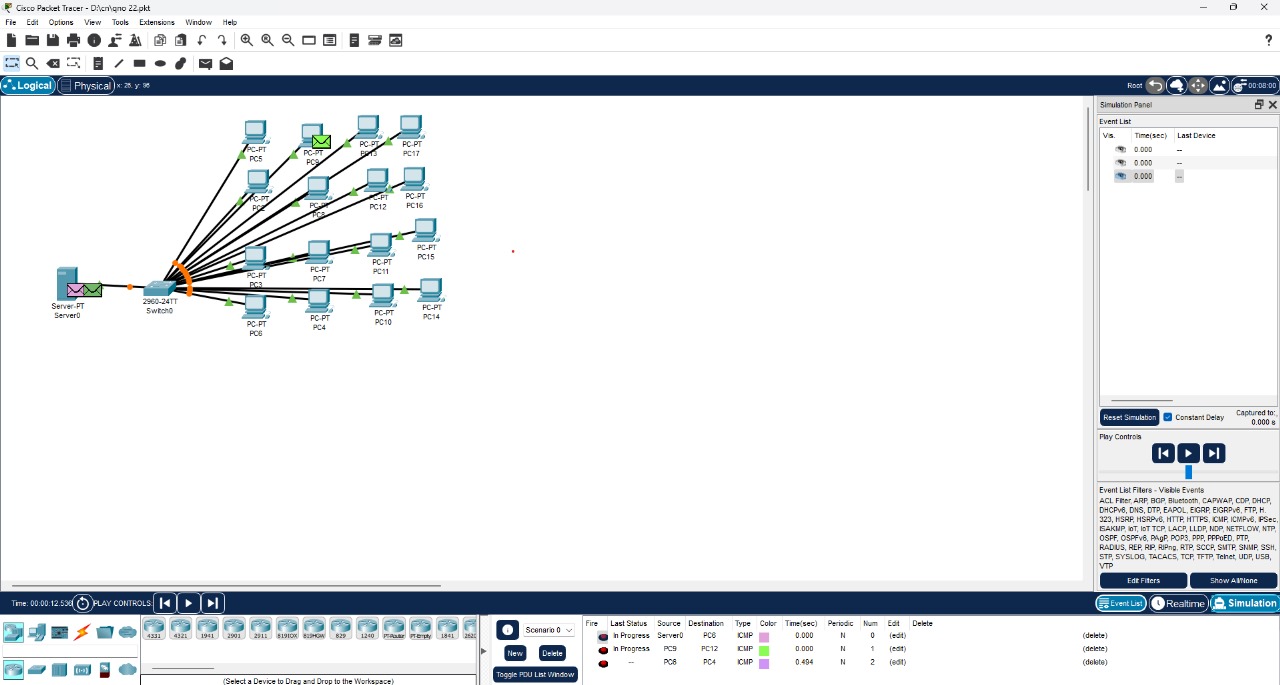 Cisco Packet Tracer - D:\cn\qno 22.pkt
File Edit Options View Tools Extensions Window Help
Logical Physical x: 28, y: 96 Root 00:08:00
Simulation Panel
Event List
Vis. Time(sec) Last Device
0.000 --
0.000 --
0.000 --
PC-PT
PC5
PC-PT
PC9
PC-PT
PC13
PC-PT
PC17
PC-PT
PC2
PC-PT
PC8
PC-PT
PC12
PC-PT
PC16
PC-PT
PC3
PC-PT
PC7
PC-PT
PC11
PC-PT
PC15
Server-PT
Server0
2960-24TT
Switch0
PC-PT
PC6
PC-PT
PC4
PC-PT
PC10
PC-PT
PC14
Reset Simulation Constant Delay Captured to:
0.000 s
Play Controls
Event List Filters - Visible Events
ACL Filter, ARP, BGP, Bluetooth, CAPWAP, CDP, DHCP,
DHCPv6, DNS, DTP, EAPOL, EIGRP, EIGRPv6, FTP, H.
323, HSRP, HSRPv6, HTTP, HTTPS, ICMP, ICMPv6, IPSec,
ISAKMP, IoT, IoT TCP, LACP, LLDP, NDP, NETFLOW, NTP,
OSPF, OSPFv6, PAgP, POP3, PPP, PPPoED, PTP,
RADIUS, REP, RIP, RIPng, RTP, SCCP, SMTP, SNMP, SSH,
STP, SYSLOG, TACACS, TCP, TFTP, Telnet, UDP, USB,
VTP
Edit Filters Show All/None
Time: 00:00:12.536 PLAY CONTROLS: Event List Realtime Simulation
4331 4321 1941 2901 2911 819IOX 819HGW 829 1240 PT-Router PT-Empty 1841 2620
(Select a Device to Drag and Drop to the Workspace)
Scenario 0
New Delete
Toggle PDU List Window
Fire Last Status Source Destination Type Color Time(sec) Periodic Num Edit Delete
In Progress Server0 PC6 ICMP 0.000 N 0 (edit) (delete)
In Progress PC9 PC12 ICMP 0.000 N 1 (edit) (delete)
-- PC8 PC4 ICMP 0.494 N 2 (edit) (delete)